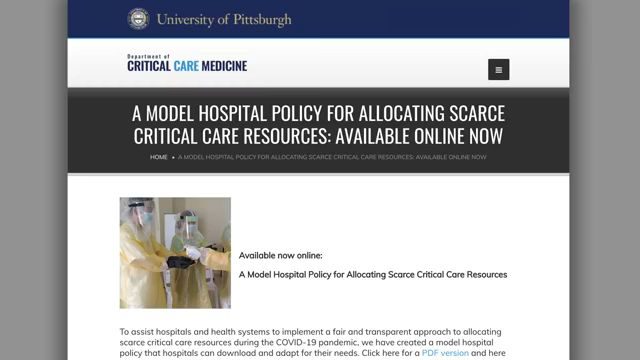 University of Pittsburgh
Department of
CRITICAL CARE MEDICINE
A MODEL HOSPITAL POLICY FOR ALLOCATING SCARCE
CRITICAL CARE RESOURCES: AVAILABLE ONLINE NOW
HOME • A MODEL HOSPITAL POLICY FOR ALLOCATING SCARCE CRITICAL CARE RESOURCES: AVAILABLE ONLINE NOW
Available now online:
A Model Hospital Policy for Allocating Scarce Critical Care Resources
To assist hospitals and health systems to implement a fair and transparent approach to allocating
scarce critical care resources during the COVID-19 pandemic, we have created a model hospital
policy that hospitals can download and adapt for their needs. Click here for a PDF version and here